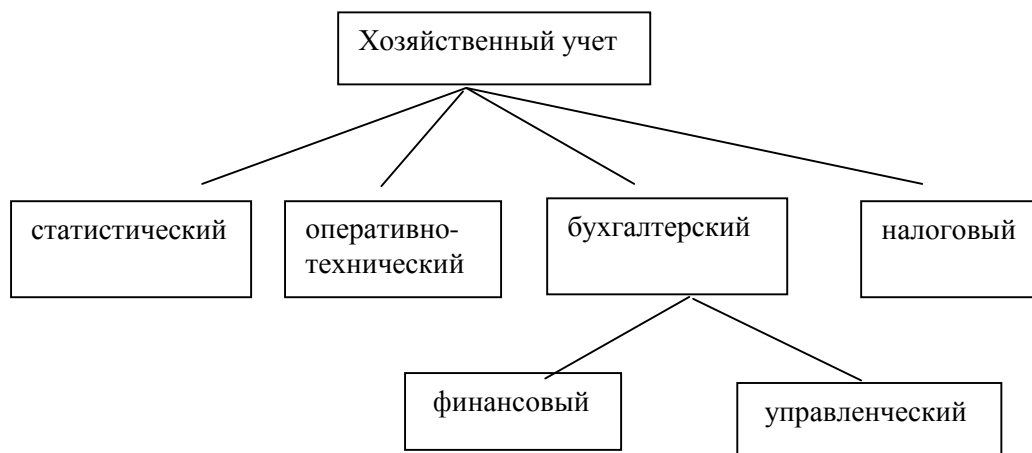 Хозяйственный учет
статистический
оперативно-
технический
бухгалтерский
налоговый
финансовый
управленческий